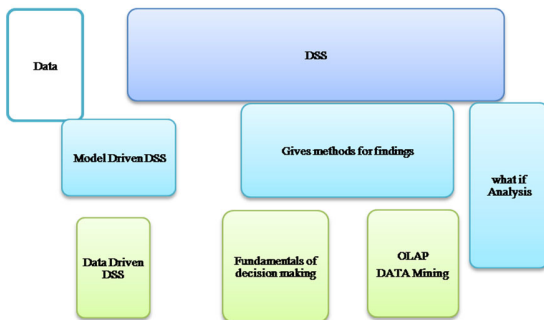 Data
DSS
Model Driven DSS
Gives methods for findings
what if
Analysis
Data Driven
DSS
Fundamentals of
decision making
OLAP
DATA Mining